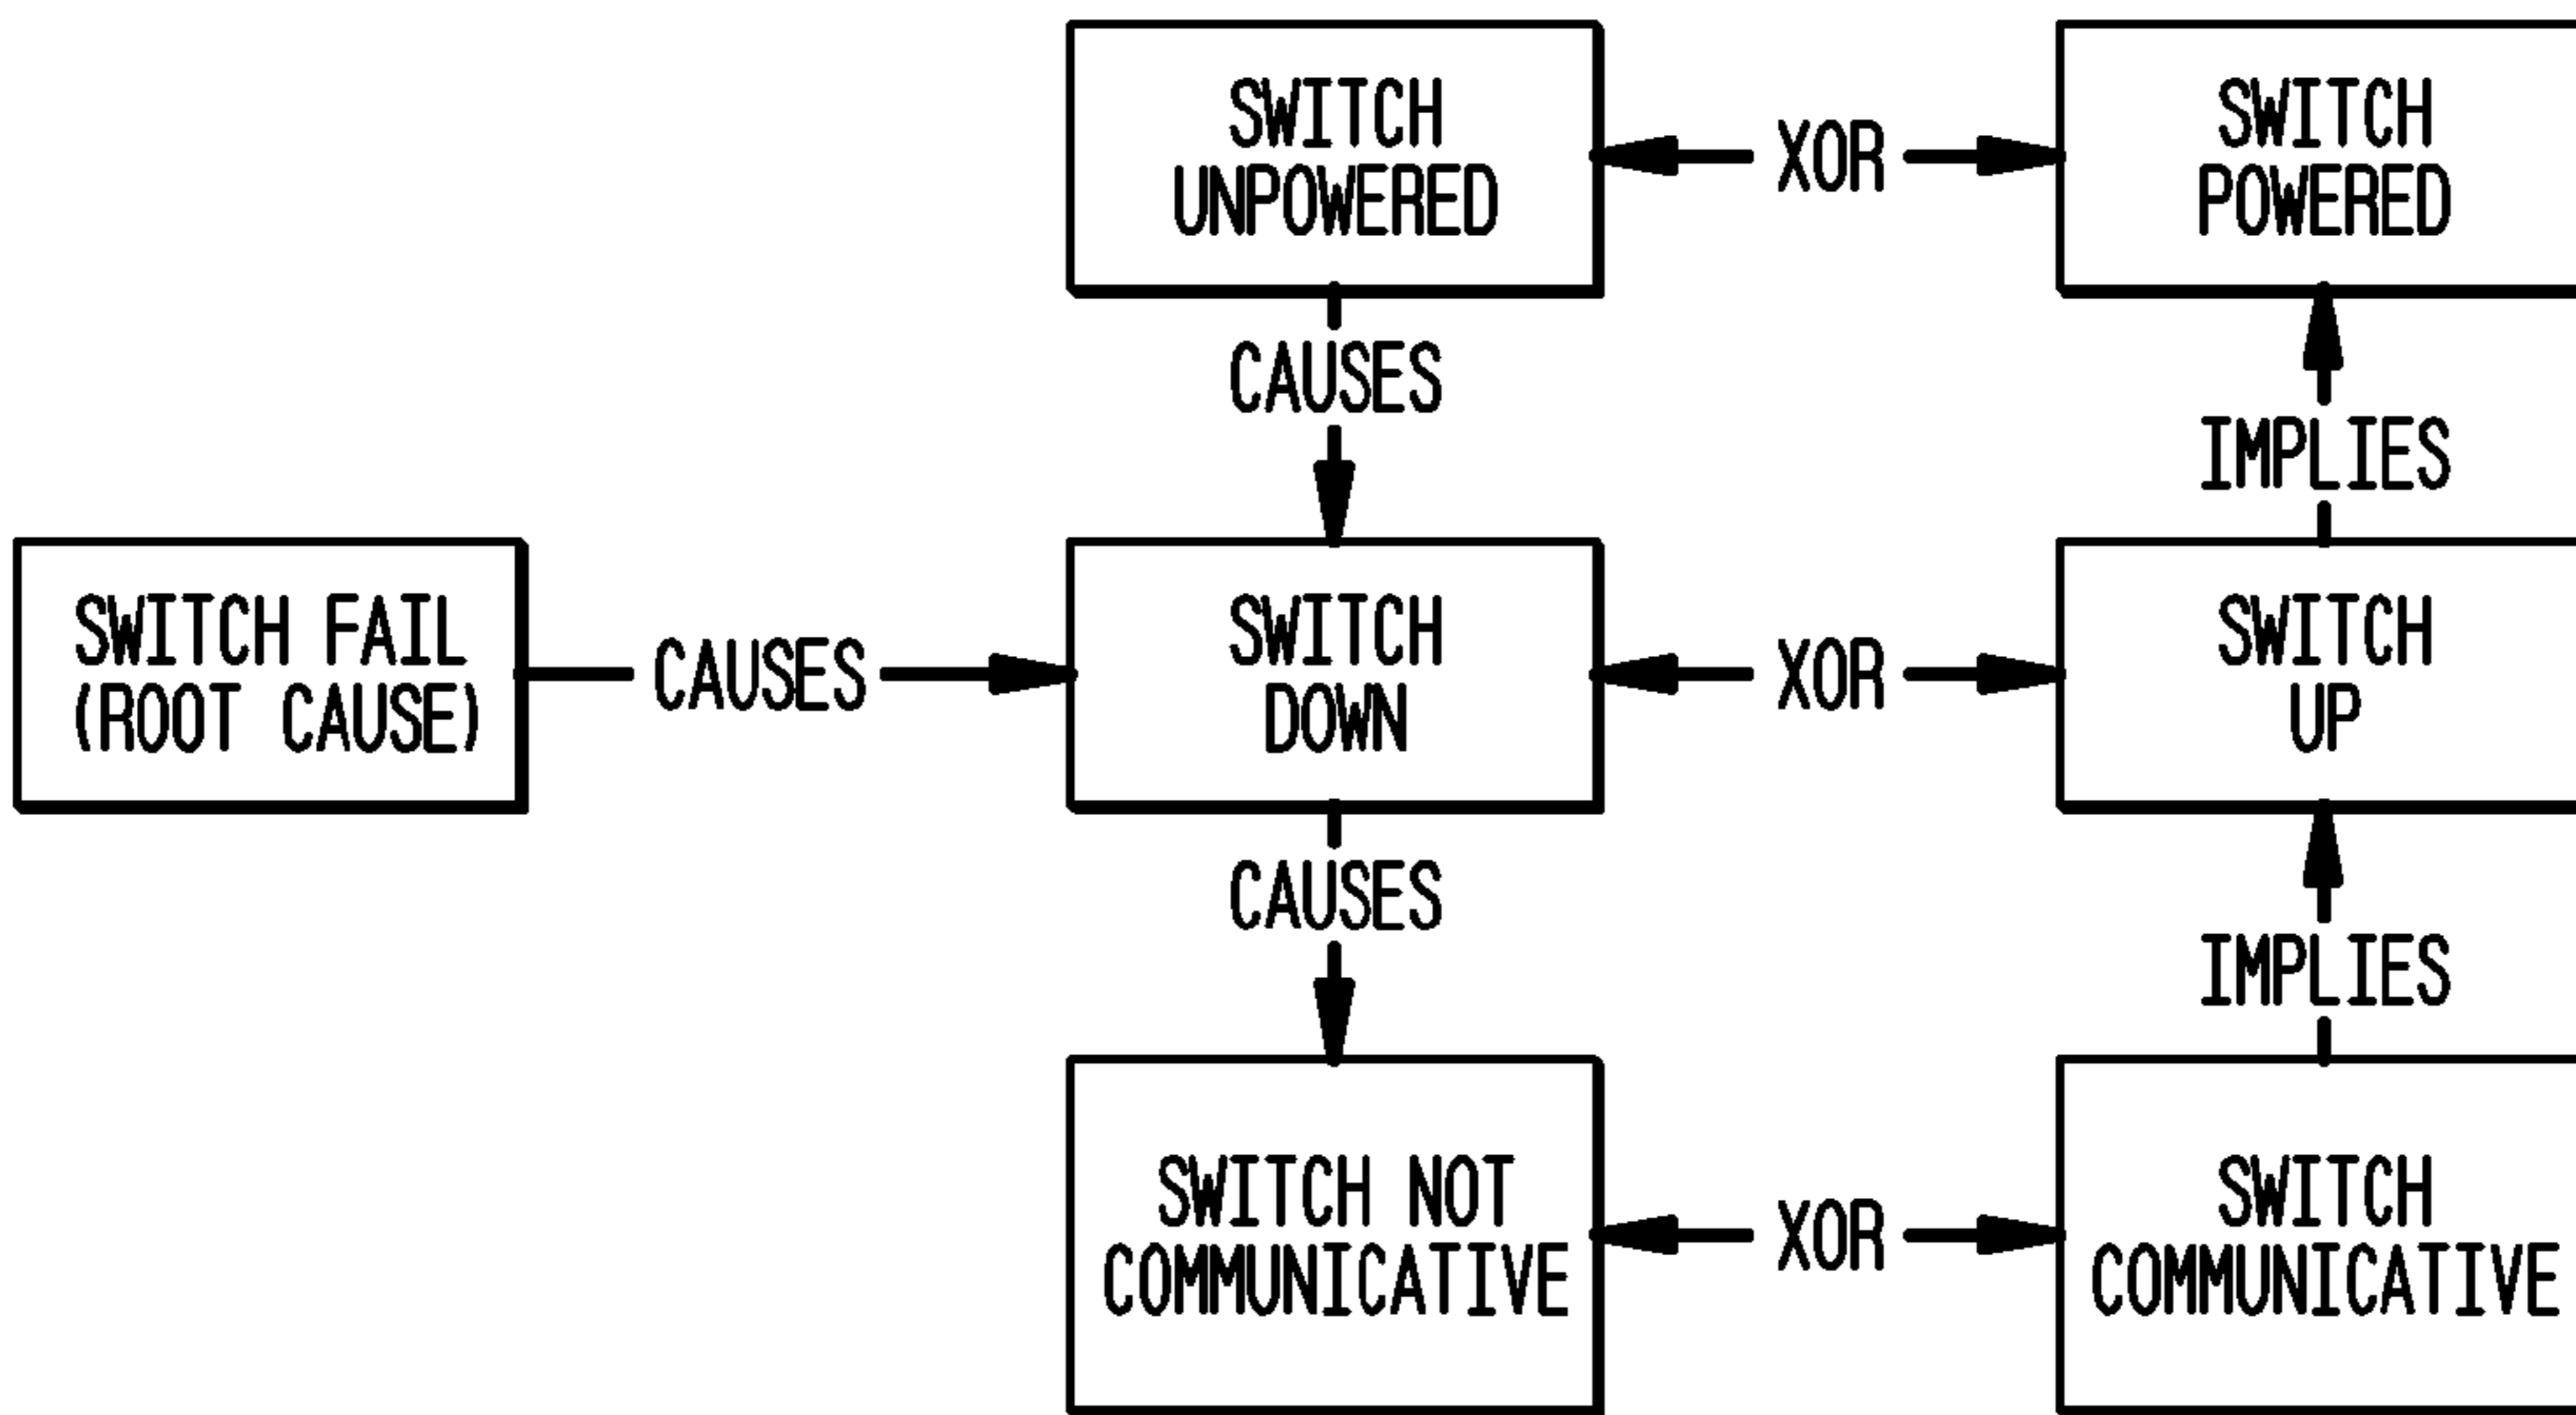 SWITCH
UNPOWERED
XOR
SWITCH
POWERED
CAUSES
IMPLIES
SWITCH FAIL
(ROOT CAUSE)
CAUSES
SWITCH
DOWN
XOR
SWITCH
UP
CAUSES
IMPLIES
SWITCH NOT
COMMUNICATIVE
XOR
SWITCH
COMMUNICATIVE